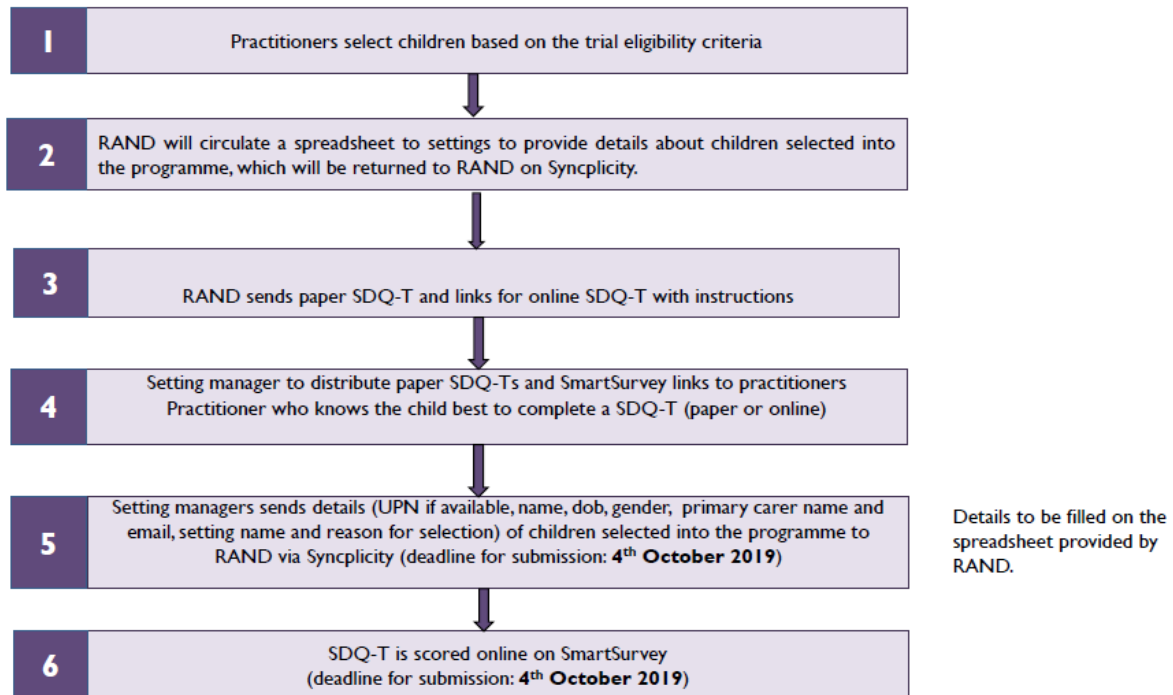 1
Practitioners select children based on the trial eligibility criteria
2
RAND will circulate a spreadsheet to settings to provide details about children selected into
the programme, which will be returned to RAND on Syncplicity.
3
RAND sends paper SDQ-T and links for online SDQ-T with instructions
4
Setting manager to distribute paper SDQ-Ts and SmartSurvey links to practitioners
Practitioner who knows the child best to complete a SDQ-T (paper or online)
5
Setting managers sends details (UPN if available, name, dob, gender, primary carer name and
email, setting name and reason for selection) of children selected into the programme to
RAND via Syncplicity (deadline for submission: 4th October 2019)
Details to be filled on the
spreadsheet provided by
RAND.
6
SDQ-T is scored online on SmartSurvey
(deadline for submission: 4th October 2019)